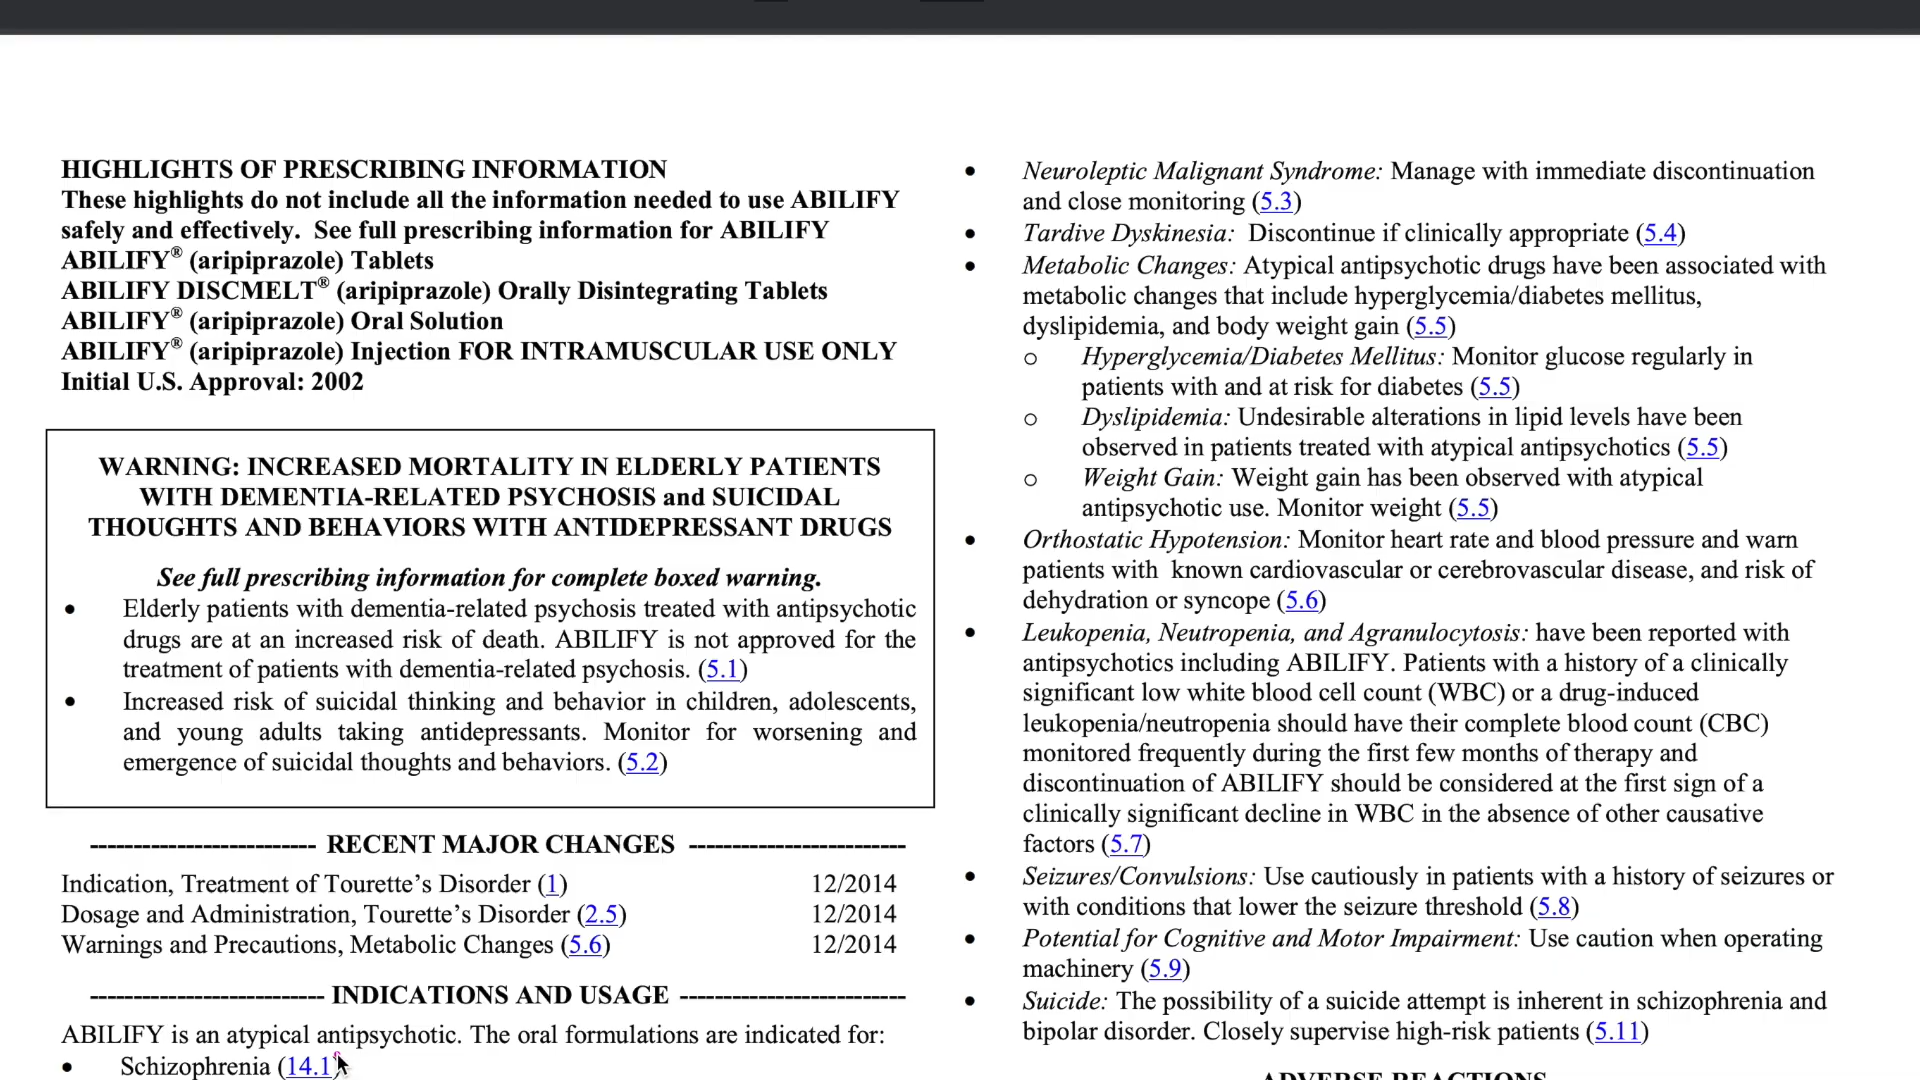 HIGHLIGHTS OF PRESCRIBING INFORMATION
These highlights do not include all the information needed to use ABILIFY
safely and effectively. See full prescribing information for ABILIFY
ABILIFY® (aripiprazole) Tablets
ABILIFY DISCMELT® (aripiprazole) Orally Disintegrating Tablets
ABILIFY® (aripiprazole) Oral Solution
ABILIFY® (aripiprazole) Injection FOR INTRAMUSCULAR USE ONLY
Initial U.S. Approval: 2002
WARNING: INCREASED MORTALITY IN ELDERLY PATIENTS
WITH DEMENTIA-RELATED PSYCHOSIS and SUICIDAL
THOUGHTS AND BEHAVIORS WITH ANTIDEPRESSANT DRUGS
See full prescribing information for complete boxed warning.
• Elderly patients with dementia-related psychosis treated with antipsychotic
drugs are at an increased risk of death. ABILIFY is not approved for the
treatment of patients with dementia-related psychosis. (5.1)
• Increased risk of suicidal thinking and behavior in children, adolescents,
and young adults taking antidepressants. Monitor for worsening and
emergence of suicidal thoughts and behaviors. (5.2)
-------------------------- RECENT MAJOR CHANGES -------------------------
Indication, Treatment of Tourette’s Disorder (1) 12/2014
Dosage and Administration, Tourette’s Disorder (2.5) 12/2014
Warnings and Precautions, Metabolic Changes (5.6) 12/2014
--------------------------- INDICATIONS AND USAGE --------------------------
ABILIFY is an atypical antipsychotic. The oral formulations are indicated for:
• Schizophrenia (14.1)
• Neuroleptic Malignant Syndrome: Manage with immediate discontinuation
and close monitoring (5.3)
• Tardive Dyskinesia: Discontinue if clinically appropriate (5.4)
• Metabolic Changes: Atypical antipsychotic drugs have been associated with
metabolic changes that include hyperglycemia/diabetes mellitus,
dyslipidemia, and body weight gain (5.5)
o Hyperglycemia/Diabetes Mellitus: Monitor glucose regularly in
patients with and at risk for diabetes (5.5)
o Dyslipidemia: Undesirable alterations in lipid levels have been
observed in patients treated with atypical antipsychotics (5.5)
o Weight Gain: Weight gain has been observed with atypical
antipsychotic use. Monitor weight (5.5)
• Orthostatic Hypotension: Monitor heart rate and blood pressure and warn
patients with known cardiovascular or cerebrovascular disease, and risk of
dehydration or syncope (5.6)
• Leukopenia, Neutropenia, and Agranulocytosis: have been reported with
antipsychotics including ABILIFY. Patients with a history of a clinically
significant low white blood cell count (WBC) or a drug-induced
leukopenia/neutropenia should have their complete blood count (CBC)
monitored frequently during the first few months of therapy and
discontinuation of ABILIFY should be considered at the first sign of a
clinically significant decline in WBC in the absence of other causative
factors (5.7)
• Seizures/Convulsions: Use cautiously in patients with a history of seizures or
with conditions that lower the seizure threshold (5.8)
• Potential for Cognitive and Motor Impairment: Use caution when operating
machinery (5.9)
• Suicide: The possibility of a suicide attempt is inherent in schizophrenia and
bipolar disorder. Closely supervise high-risk patients (5.11)
ADVERSE REACTIONS